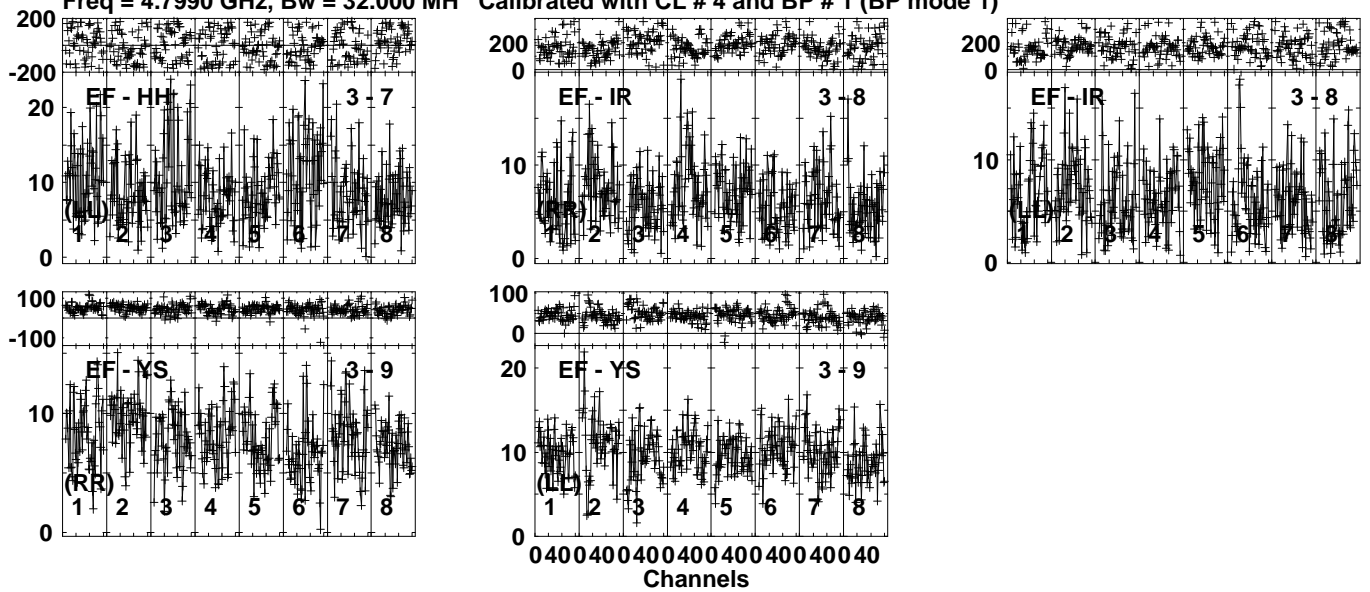 Freq = 4.7990 GHz, Bw = 32.000 MH Calibrated with CL # 4 and BP # 1 (BP mode 1)
200
-200
EF - HH 3 - 7
20
10
(LL)
1 2 3 4 5 6 7 8
0
200
0
EF - IR 3 - 8
10
(RR)
1 2 3 4 5 6 7 8
0
200
0
EF - IR 3 - 8
10
(LL)
1 2 3 4 5 6 7 8
0
100
-100
EF - YS 3 - 9
10
(RR)
1 2 3 4 5 6 7 8
0
100
0
EF - YS 3 - 9
20
10
(LL)
1 2 3 4 5 6 7 8
0
0 40 0 40 0 40 0 40 0 40 0 40 0 40 0 40
Channels